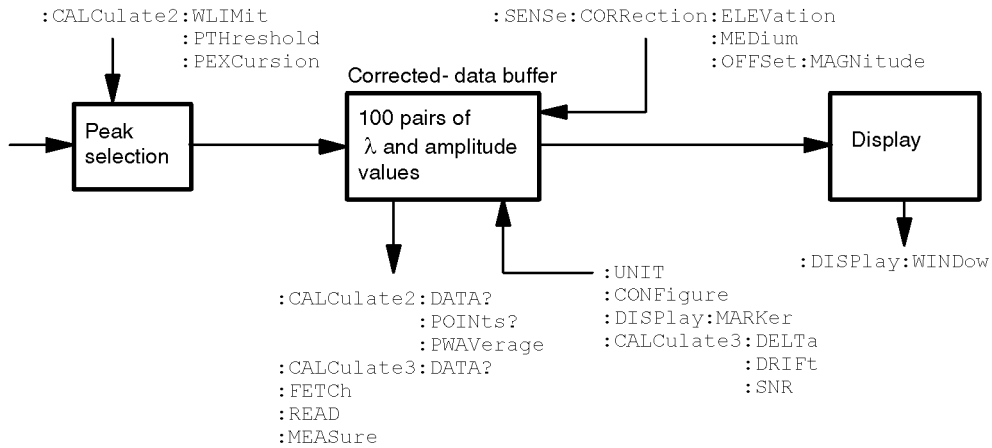 :CALCulate2:WLIMit
:PTHreshold
:PEXCursion
:SENSe:CORRection:ELEVation
:MEDium
:OFFSet:MAGNitude
Corrected- data buffer
Peak
selection
100 pairs of
λ and amplitude
values
Display
:DISPlay:WINDow
:CALCulate2:DATA?
:POINts?
:PWAVerage
:CALCulate3:DATA?
:FETCh
:READ
:MEASure
:UNIT
:CONFigure
:DISPlay:MARKer
:CALCulate3:DELTa
:DRIFt
:SNR